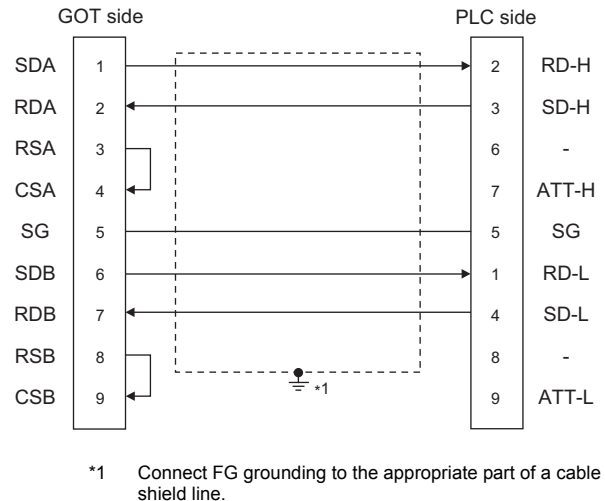 GOT side PLC side
SDA 1 2 RD-H
RDA 2 3 SD-H
RSA 3 6 -
CSA 4 7 ATT-H
SG 5 5 SG
SDB 6 1 RD-L
RDB 7 4 SD-L
RSB 8 8 -
*1
CSB 9 9 ATT-L
*1 Connect FG grounding to the appropriate part of a cable
shield line.